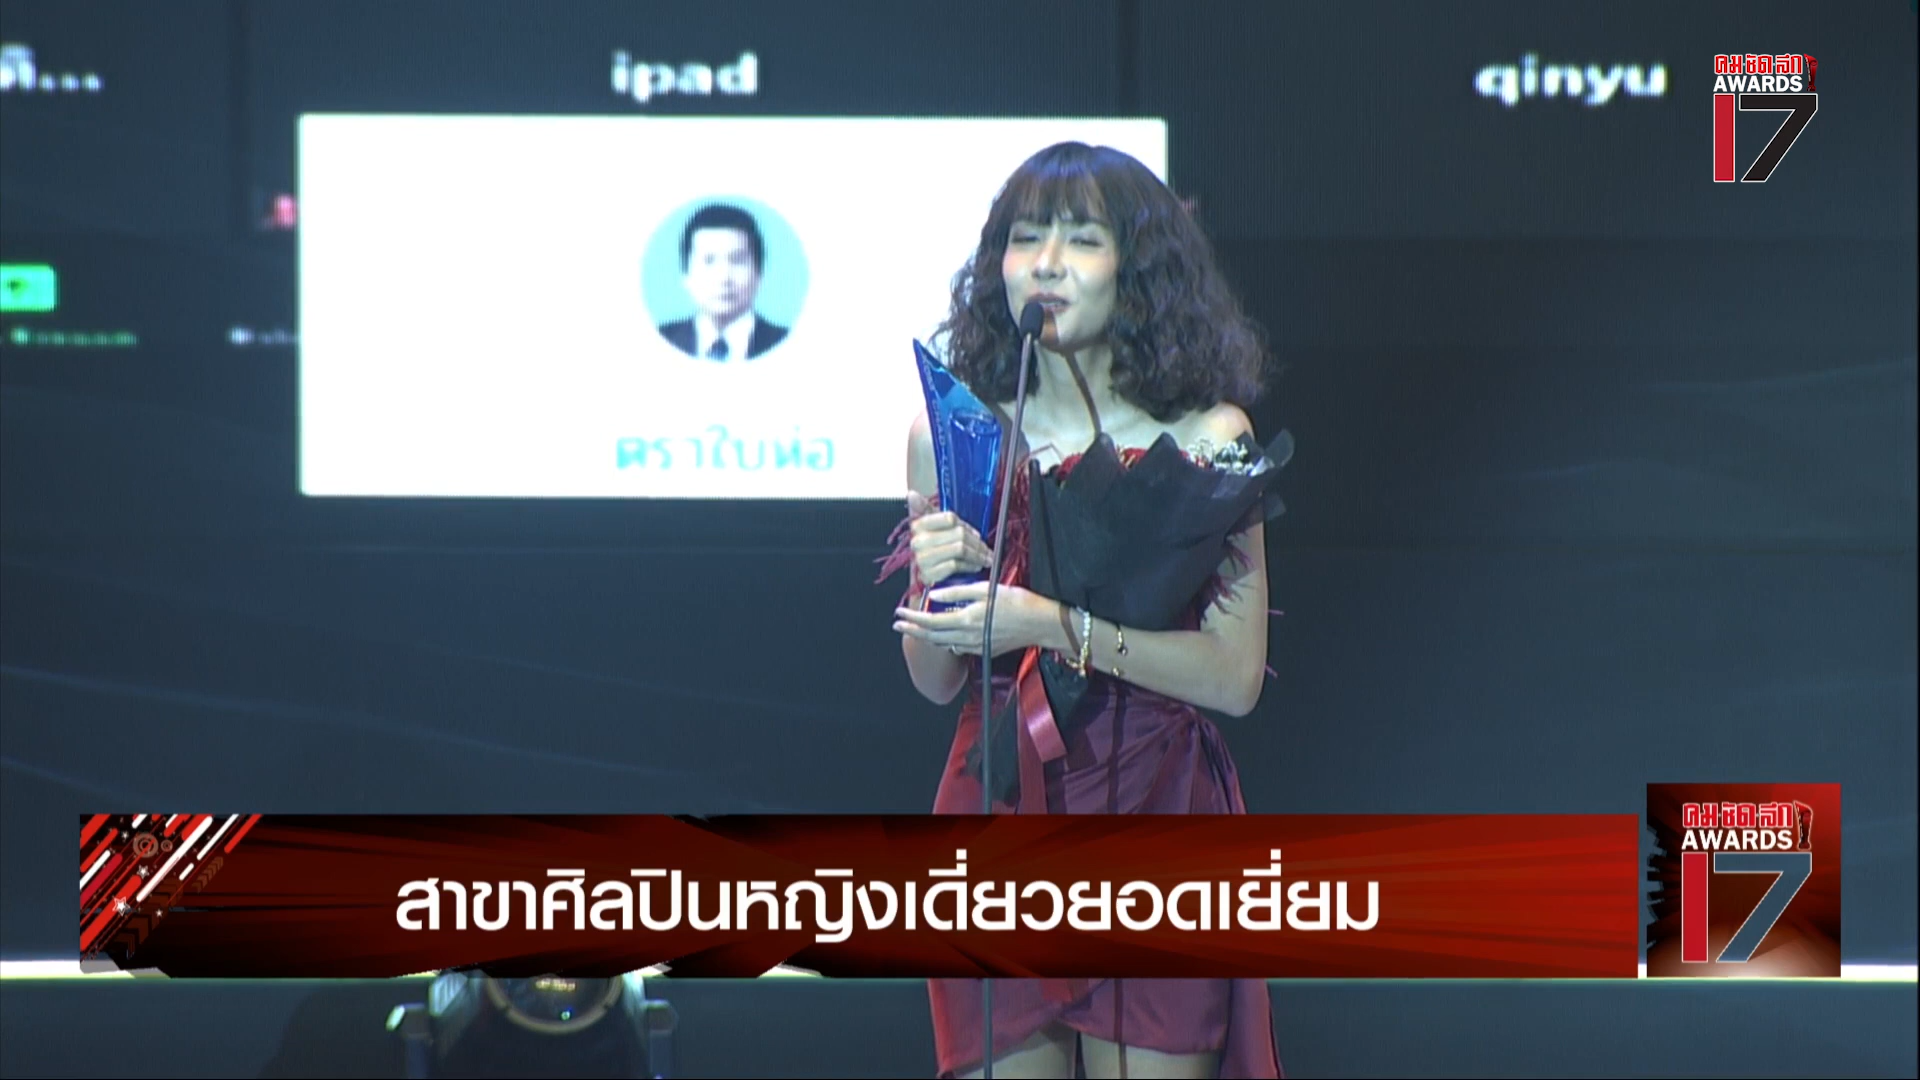 ipad
qinyu
คมชัดลึก
AWARDS
17
ตราใบห่อ
คมชัดลึก
AWARDS
17
สาขาศิลปินหญิงเดี่ยวยอดเยี่ยม